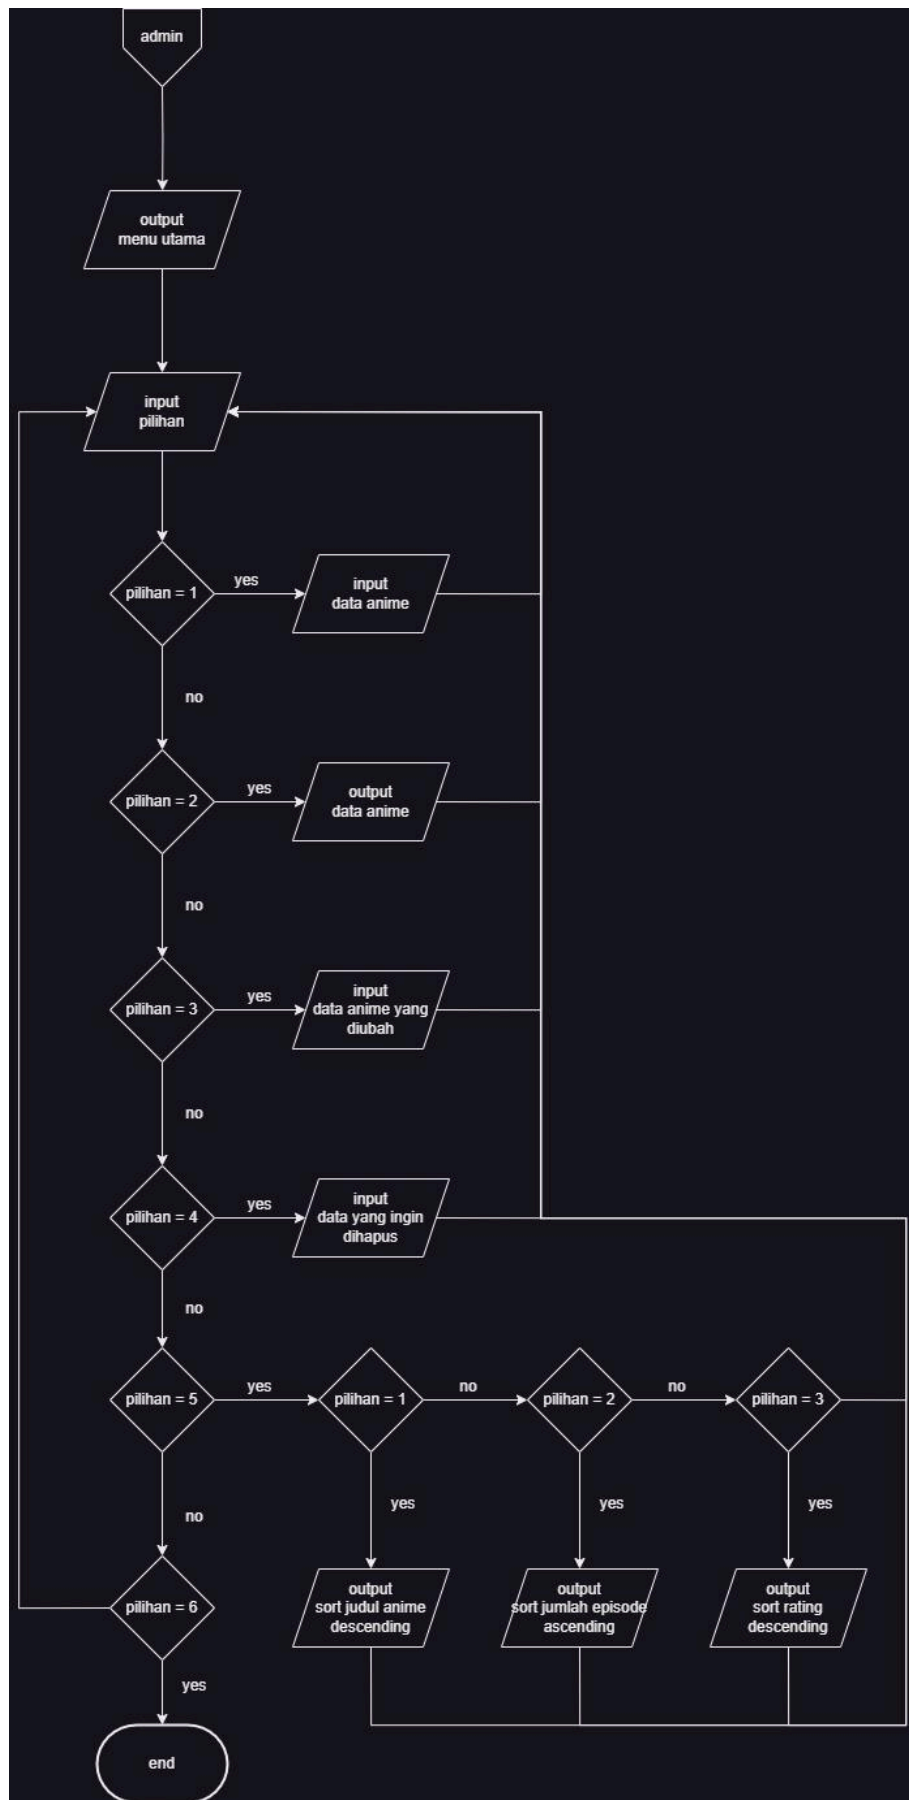 admin
output
menu utama
input
pilihan
pilihan = 1
yes
input
data anime
no
pilihan = 2
yes
output
data anime
no
pilihan = 3
yes
input
data anime yang
diubah
no
pilihan = 4
yes
input
data yang ingin
dihapus
no
pilihan = 5
yes
pilihan = 1
no
pilihan = 2
no
pilihan = 3
no
yes
yes
yes
pilihan = 6
output
sort judul anime
descending
output
sort jumlah episode
ascending
output
sort rating
descending
yes
end